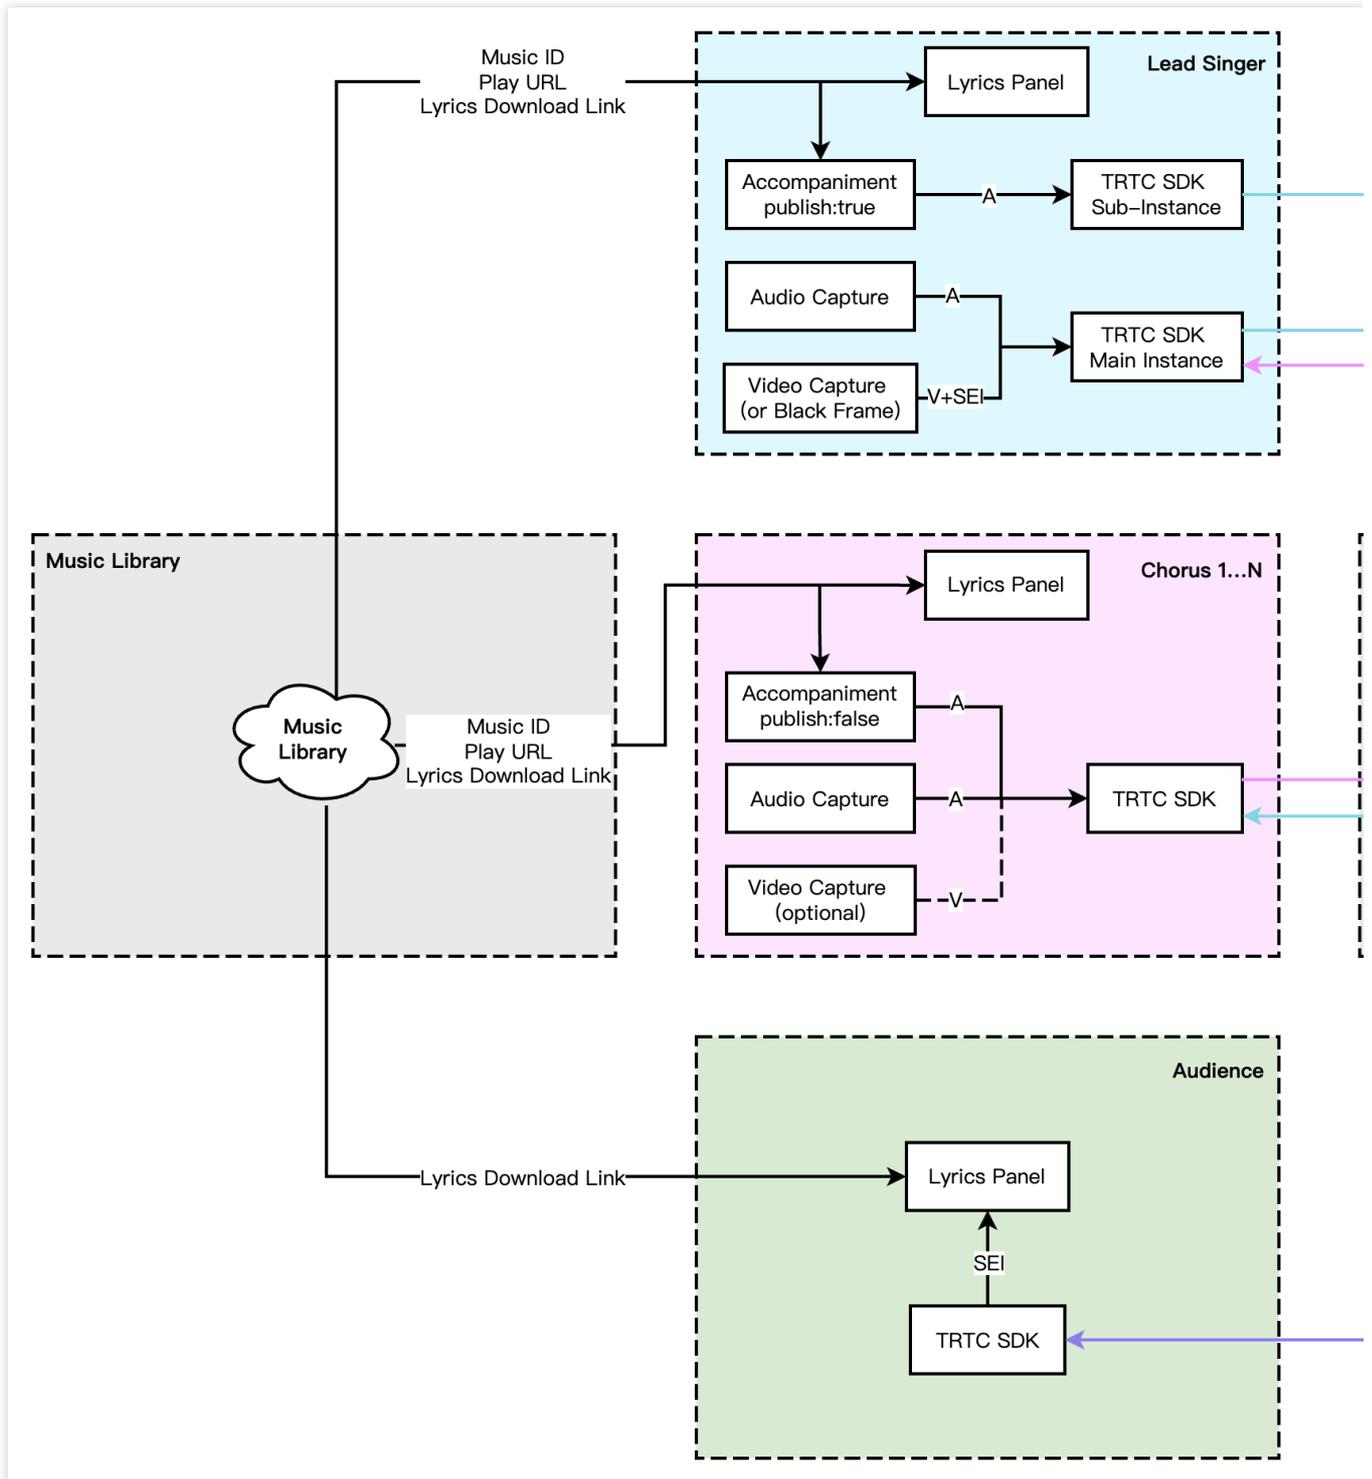 Music ID
Play URL
Lyrics Download Link
Lead Singer
Lyrics Panel
Accompaniment
publish:true
A
TRTC SDK
Sub-Instance
Audio Capture
A
TRTC SDK
Main Instance
Video Capture
(or Black Frame)
V+SEI
Music Library
Music
Library
Music ID
Play URL
Lyrics Download Link
Chorus 1...N
Lyrics Panel
Accompaniment
publish:false
A
Audio Capture
A
TRTC SDK
Video Capture
(optional)
V
Audience
Lyrics Download Link
Lyrics Panel
SEI
TRTC SDK